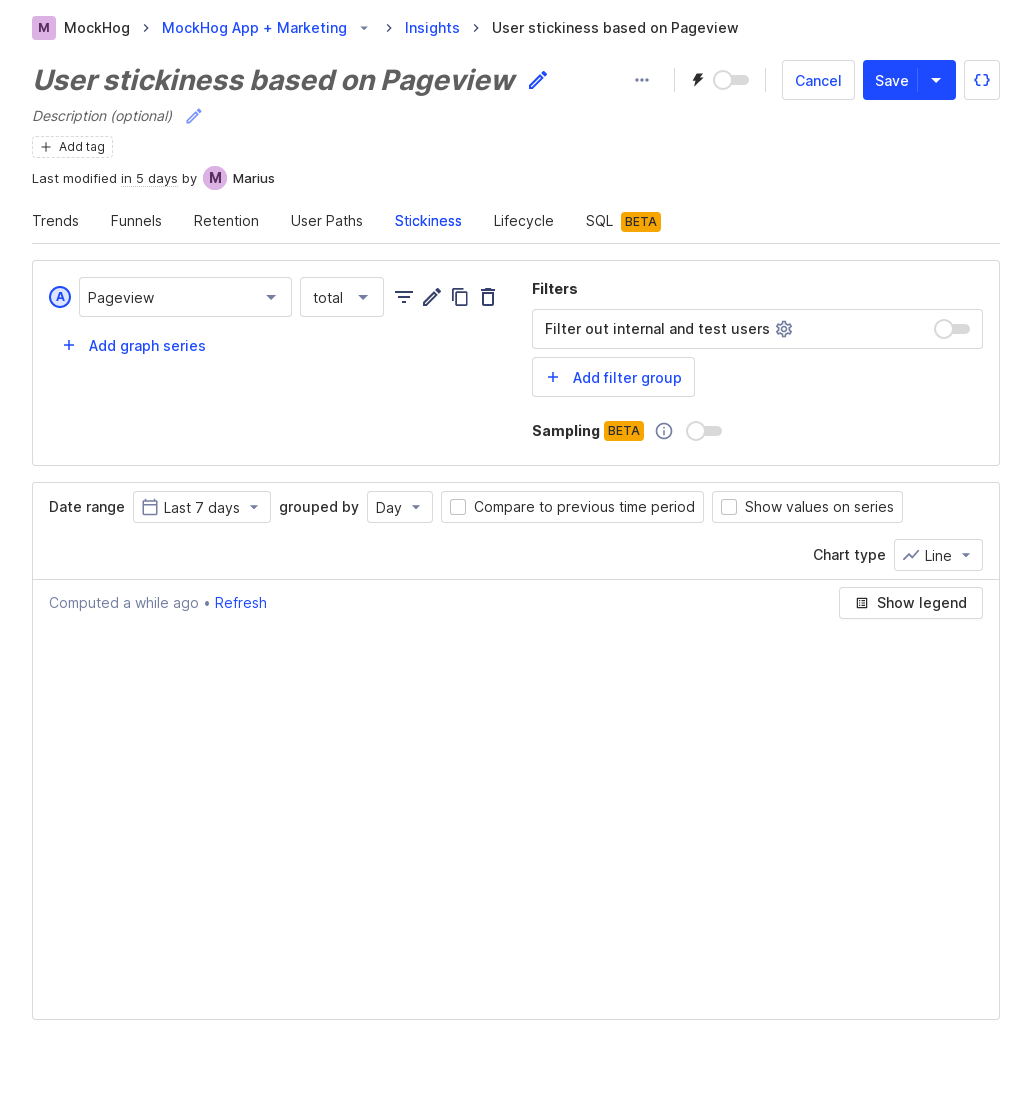 M MockHog MockHog App + Marketing Insights User stickiness based on Pageview
User stickiness based on Pageview Cancel Save
Description (optional)
Add tag
Last modified in 5 days by M Marius
Trends Funnels Retention User Paths Stickiness Lifecycle SQL BETA
A Pageview total
Add graph series
Filters
Filter out internal and test users
Add filter group
Sampling BETA
Date range Last 7 days grouped by Day Compare to previous time period Show values on series
Chart type Line
Computed a while ago • Refresh Show legend